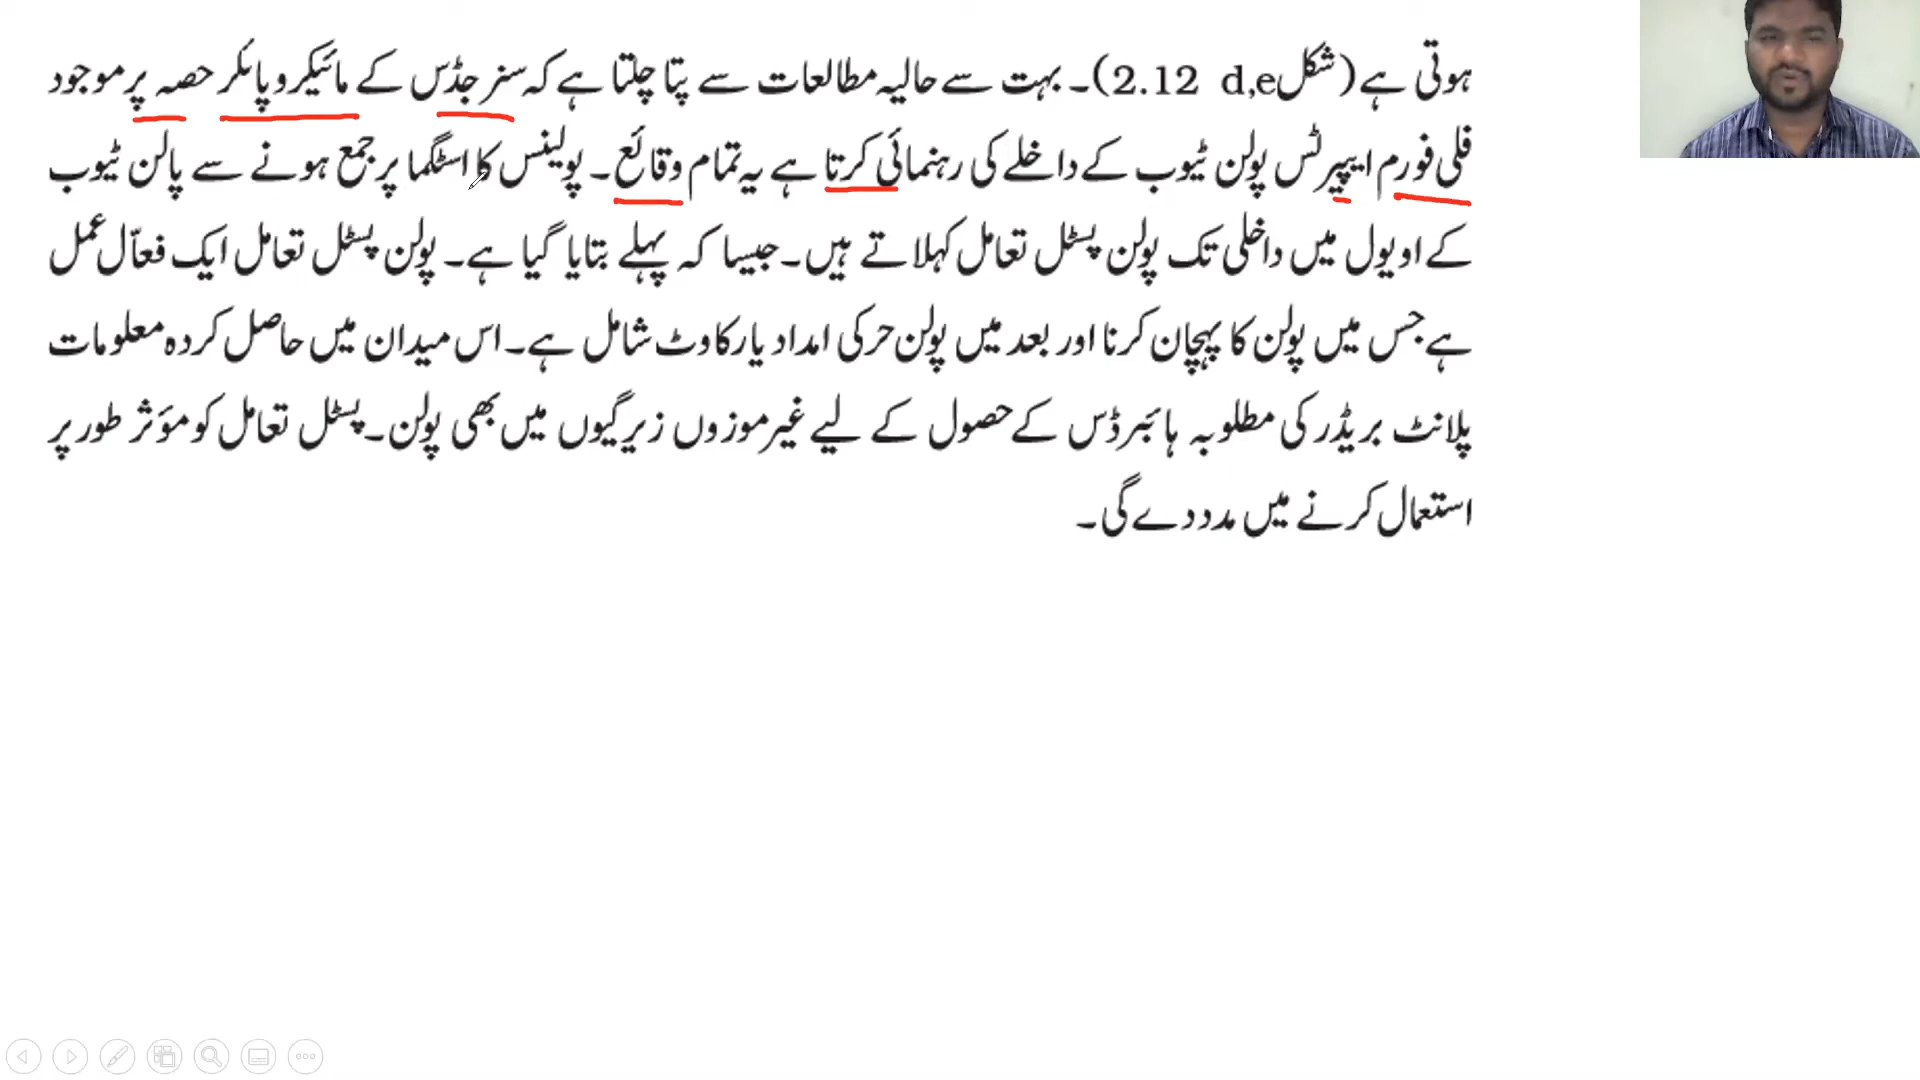 ہوتی ہے (شکل 2.12 d,e)۔ بہت سے حالیہ مطالعات سے پتا چلتا ہے کہ سنرجڈس کے مائیکروپائلر حصہ پر موجود
فلی فورم ایپیرٹس پولن ٹیوب کے داخلے کی رہنمائی کرتا ہے یہ تمام وقائع۔ پولینس کا اسٹگما پر جمع ہونے سے پالن ٹیوب
کے اویول میں داخلی تک پولن پسٹل تعامل کہلاتے ہیں۔ جیسا کہ پہلے بتایا گیا ہے۔ پولن پسٹل تعامل ایک فعّال عمل
ہے جس میں پولن کا پہچان کرنا اور بعد میں پولن حرکی امداد یا رکاوٹ شامل ہے۔ اس میدان میں حاصل کردہ معلومات
پلانٹ بریڈر کی مطلوبہ ہائبرڈس کے حصول کے لیے غیر موزوں زیرگیوں میں بھی پولن۔ پسٹل تعامل کو مؤثر طور پر
استعمال کرنے میں مدد دے گی۔